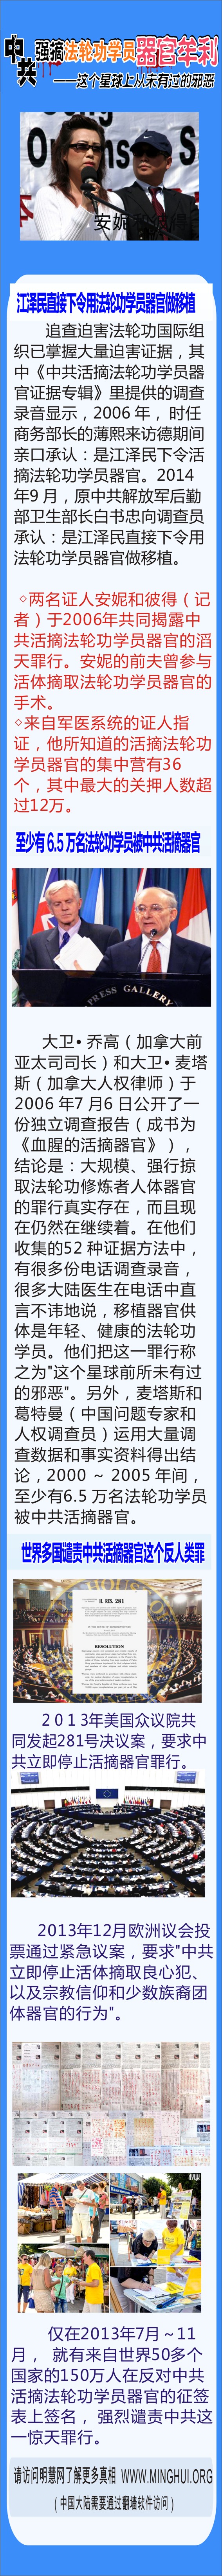 中共强摘法轮功学员器官牟利
——这个星球上从未有过的邪恶
安妮和彼得
江泽民直接下令用法轮功学员器官做移植
追查迫害法轮功国际组
织已掌握大量迫害证据，其
中《中共活摘法轮功学员器
官证据专辑》里提供的调查
录音显示，2006 年，时任
商务部长的薄熙来访德期间
亲口承认：是江泽民下令活
摘法轮功学员器官。2014
年9 月，原中共解放军后勤
部卫生部长白书忠向调查员
承认：是江泽民直接下令用
法轮功学员器官做移植。
◇两名证人安妮和彼得（记
者）于2006年共同揭露中
共活摘法轮功学员器官的滔
天罪行。安妮的前夫曾参与
活体摘取法轮功学员器官的
手术。
◇来自军医系统的证人指
证，他所知道的活摘法轮功
学员器官的集中营有36
个，其中最大的关押人数超
过12万。
至少有 6.5 万名法轮功学员被中共活摘器官
PRESS GALLERY
大卫•乔高（加拿大前
亚太司司长）和大卫•麦塔
斯（加拿大人权律师）于
2006 年7 月6 日公开了一
份独立调查报告（成书为
《血腥的活摘器官》），
结论是：大规模、强行掠
取法轮功修炼者人体器官
的罪行真实存在，而且现
在仍然在继续着。在他们
收集的52 种证据方法中，
有很多份电话调查录音，
很多大陆医生在电话中直
言不讳地说，移植器官供
体是年轻、健康的法轮功
学员。他们把这一罪行称
之为"这个星球前所未有过
的邪恶"。另外，麦塔斯和
葛特曼（中国问题专家和
人权调查员）运用大量调
查数据和事实资料得出结
论，2000 ～ 2005 年间，
至少有6.5 万名法轮功学员
被中共活摘器官。
世界多国谴责中共活摘器官这个反人类罪
H. RES. 281
RESOLUTION
2013年美国众议院共
同发起281号决议案，要求中
共立即停止活摘器官罪行。
2013年12月欧洲议会投
票通过紧急议案，要求"中共
立即停止活体摘取良心犯、
以及宗教信仰和少数族裔团
体器官的行为"。
仅在2013年7月～11
月， 就有来自世界50多个
国家的150万人在反对中共
活摘法轮功学员器官的征签
表上签名， 强烈谴责中共这
一惊天罪行。
请访问明慧网了解更多真相 WWW.MINGHUI.ORG
（中国大陆需要通过翻墙软件访问）